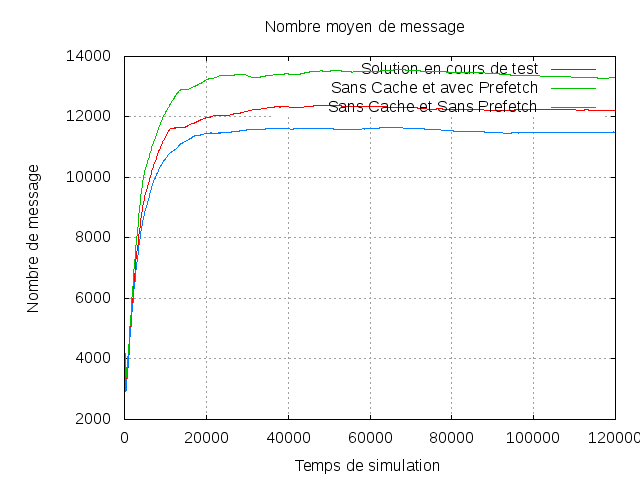 Nombre moyen de message
14000
12000
10000
8000
6000
4000
2000
Nombre de message
Solution en cours de test
Sans Cache et avec Prefetch
Sans Cache et Sans Prefetch
0 20000 40000 60000 80000 100000 120000
Temps de simulation